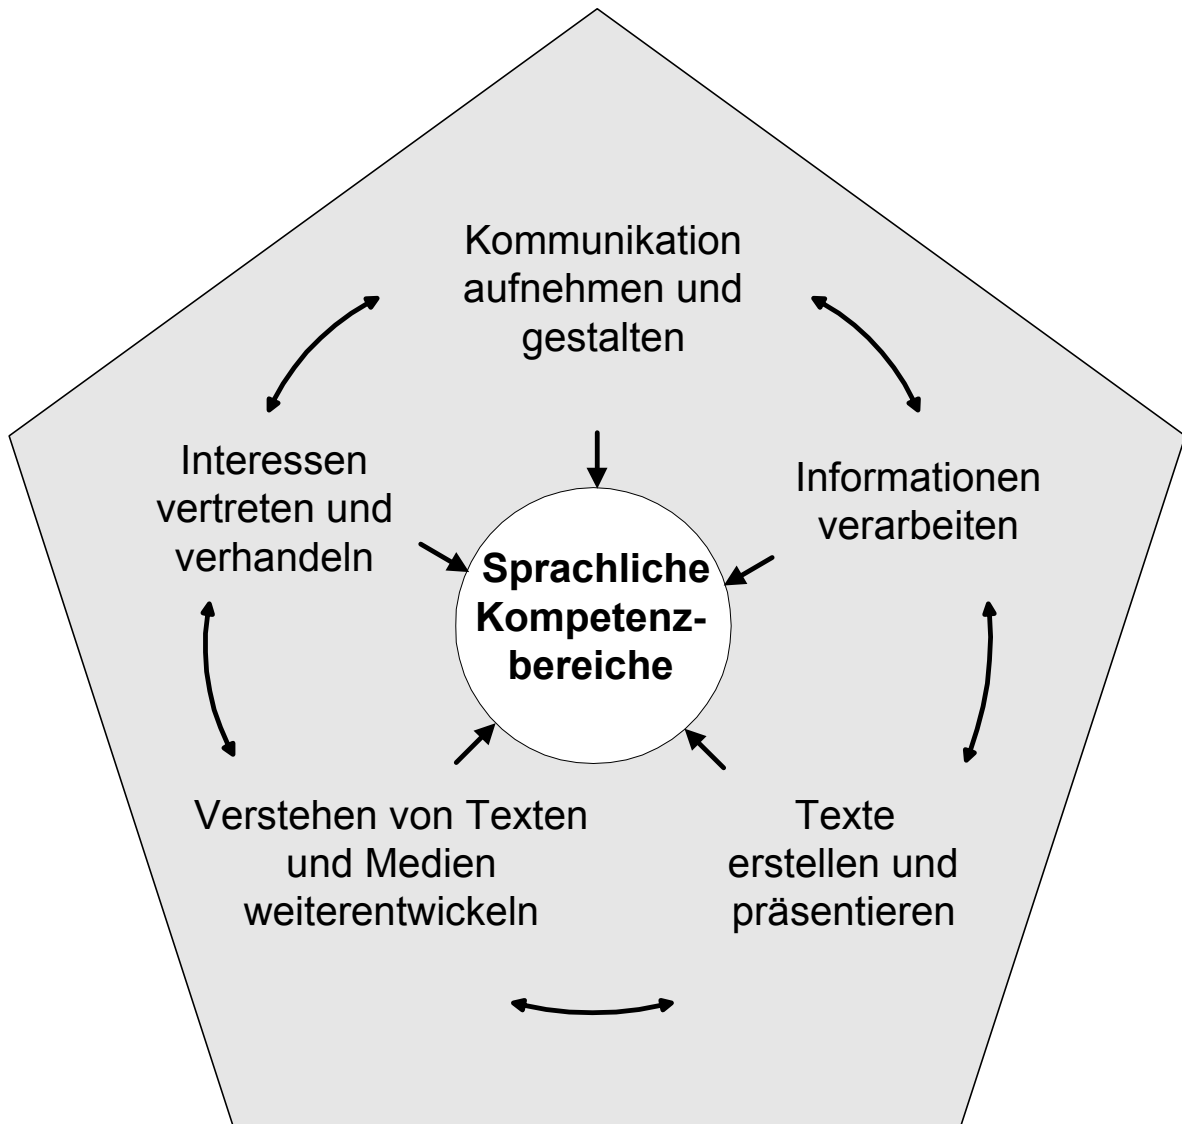 Kommunikation
aufnehmen und
gestalten
Interessen
vertreten und
verhandeln
Informationen
verarbeiten
Sprachliche
Kompetenz-
bereiche
Verstehen von Texten
und Medien
weiterentwickeln
Texte
erstellen und
präsentieren